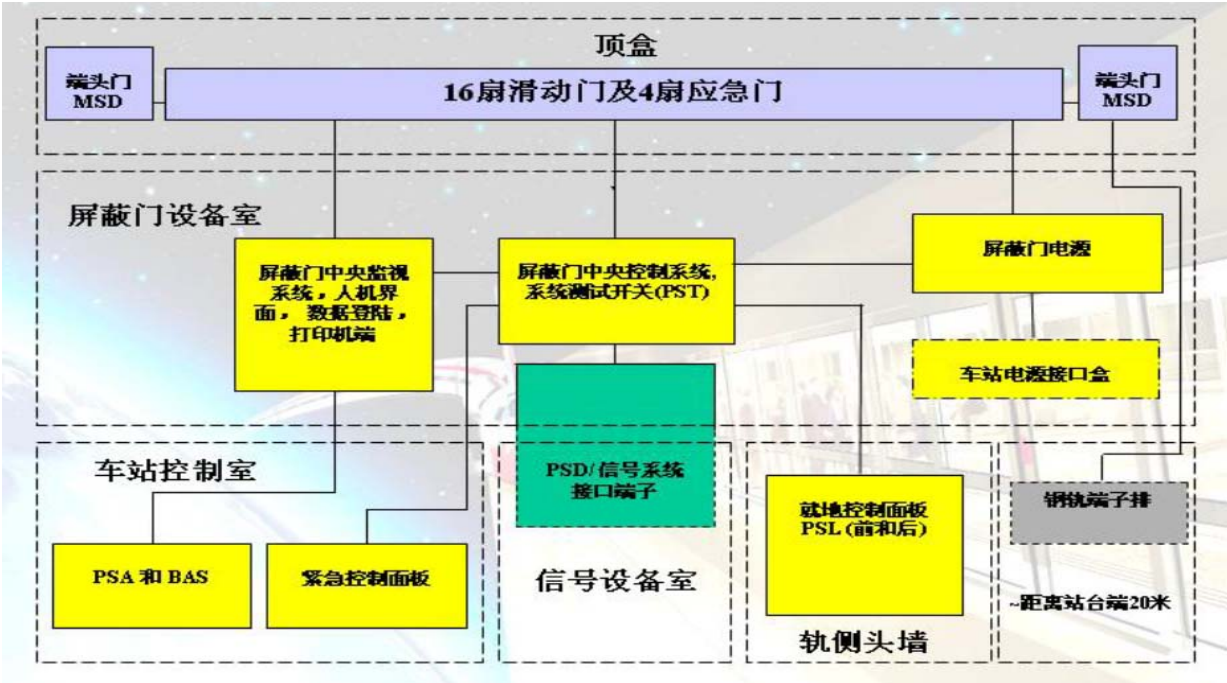 顶盒
端头门
MSD
16扇滑动门及4扇应急门
端头门
MSD
屏蔽门设备室
屏蔽门中央监视
系统，人机界
面， 数据登陆，
打印机端
屏蔽门中央控制系统,
系统测试开关(PST)
屏蔽门电源
车站电源接口盒
车站控制室
PSA 和 BAS
紧急控制面板
PSD/信号系统
接口端子
信号设备室
就地控制面板
PSL (前和后)
轨侧头墙
钢轨端子排
~距离站台端20米